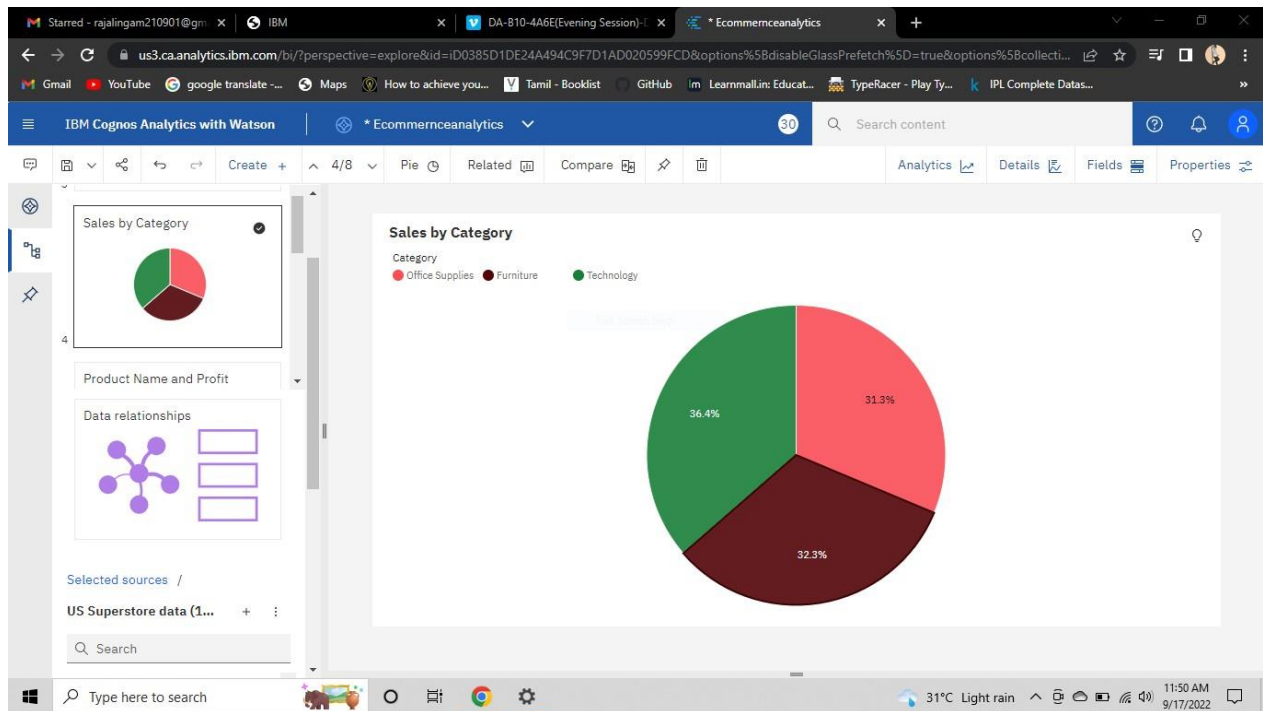 Starred - rajalingam210901@gm
IBM
DA-B10-4A6E(Evening Session)-
* Ecommernceanalytics
us3.ca.analytics.ibm.com/bi/?perspective=explore&id=iD0385D1DE24A494C9F7D1AD020599FCD&options%5BdisableGlassPrefetch%5D=true&options%5Bcollecti...
Gmail YouTube google translate -... Maps How to achieve you... Tamil - Booklist GitHub Learnmall.in: Educat... TypeRacer - Play Ty... IPL Complete Datas... »
IBM Cognos Analytics with Watson * Ecommernceanalytics 30 Search content
Create + 4/8 Pie Related Compare Analytics Details Fields Properties
Sales by Category
4
Product Name and Profit
Data relationships
Selected sources /
US Superstore data (1...
Search
Sales by Category
Category
Office Supplies Furniture Technology
31.3%
36.4%
32.3%
Type here to search 31°C Light rain 11:50 AM
9/17/2022